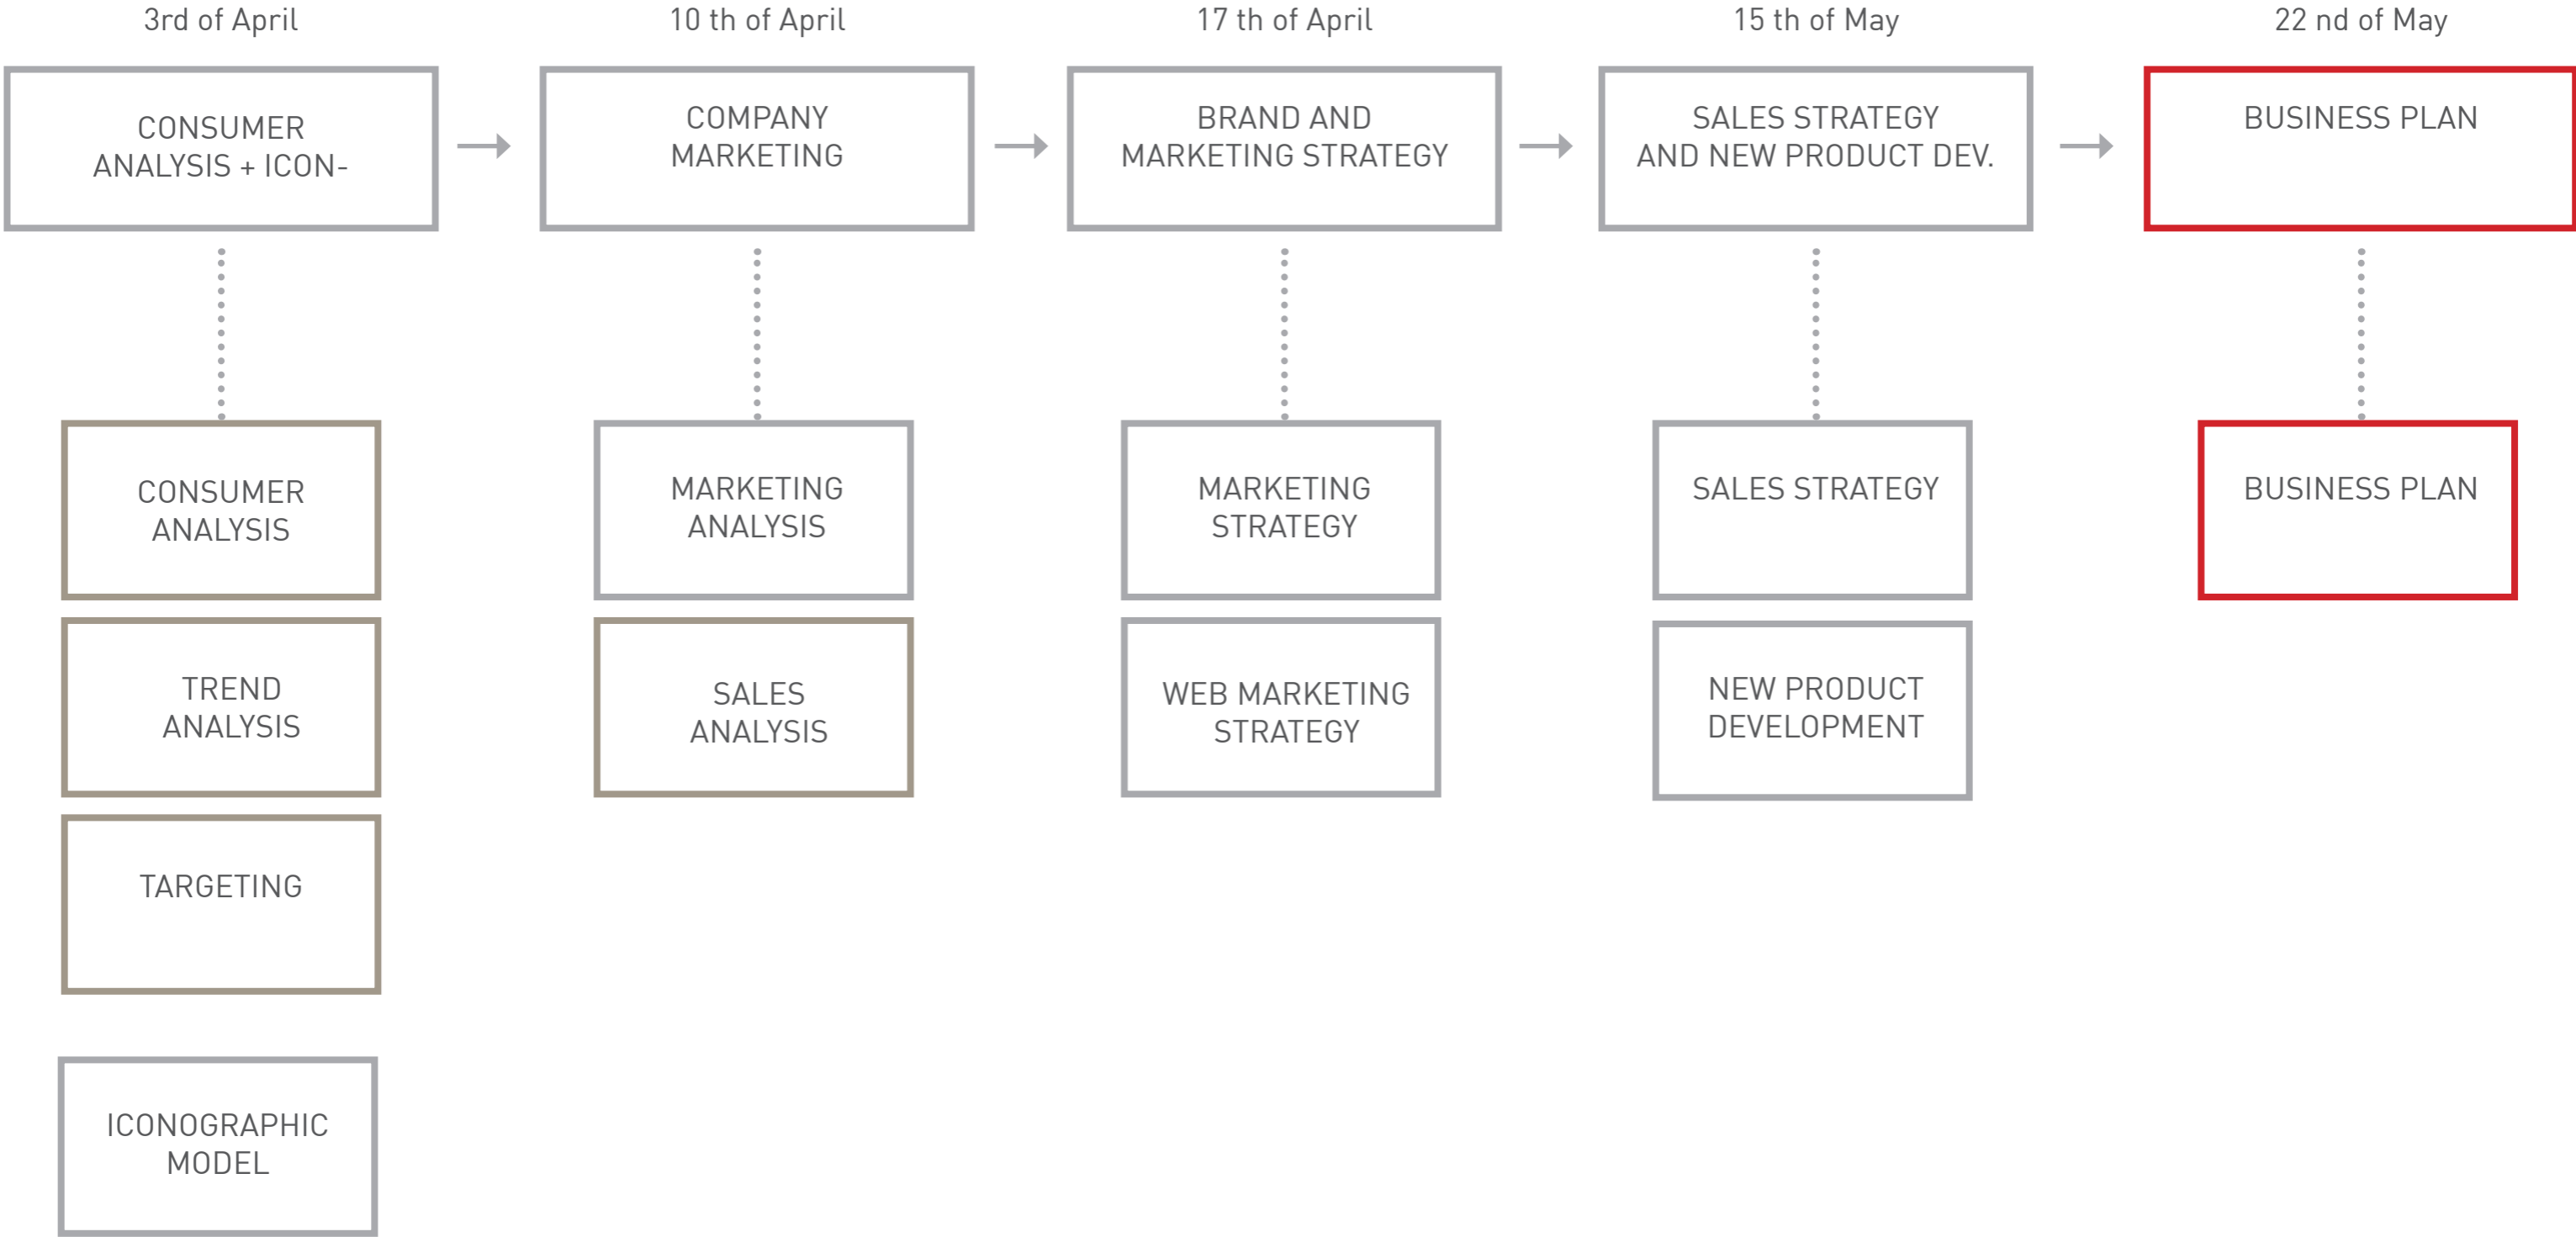 3rd of April
10 th of April
17 th of April
15 th of May
22 nd of May
CONSUMER
ANALYSIS + ICON-
COMPANY
MARKETING
BRAND AND
MARKETING STRATEGY
SALES STRATEGY
AND NEW PRODUCT DEV.
BUSINESS PLAN
CONSUMER
ANALYSIS
TREND
ANALYSIS
TARGETING
ICONOGRAPHIC
MODEL
MARKETING
ANALYSIS
SALES
ANALYSIS
MARKETING
STRATEGY
WEB MARKETING
STRATEGY
SALES STRATEGY
NEW PRODUCT
DEVELOPMENT
BUSINESS PLAN